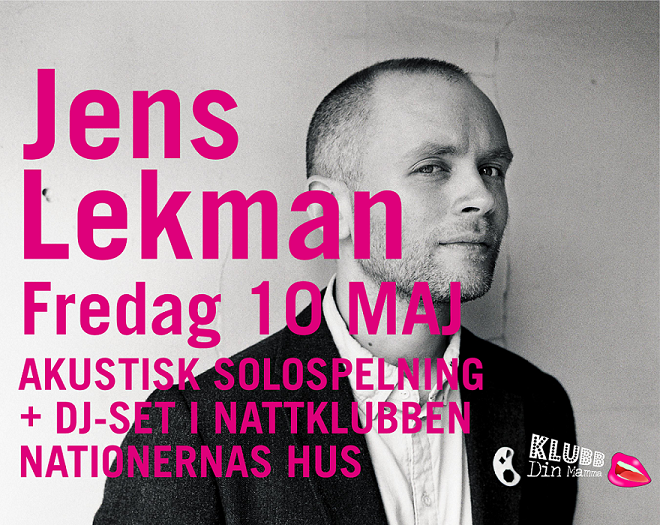 Jens
Lekman
Fredag 10 MAJ
AKUSTISK SOLOSPELNING
+ DJ-SET I NATTKLUBBEN
NATIONERNAS HUS
KLUBB
Din Mamma